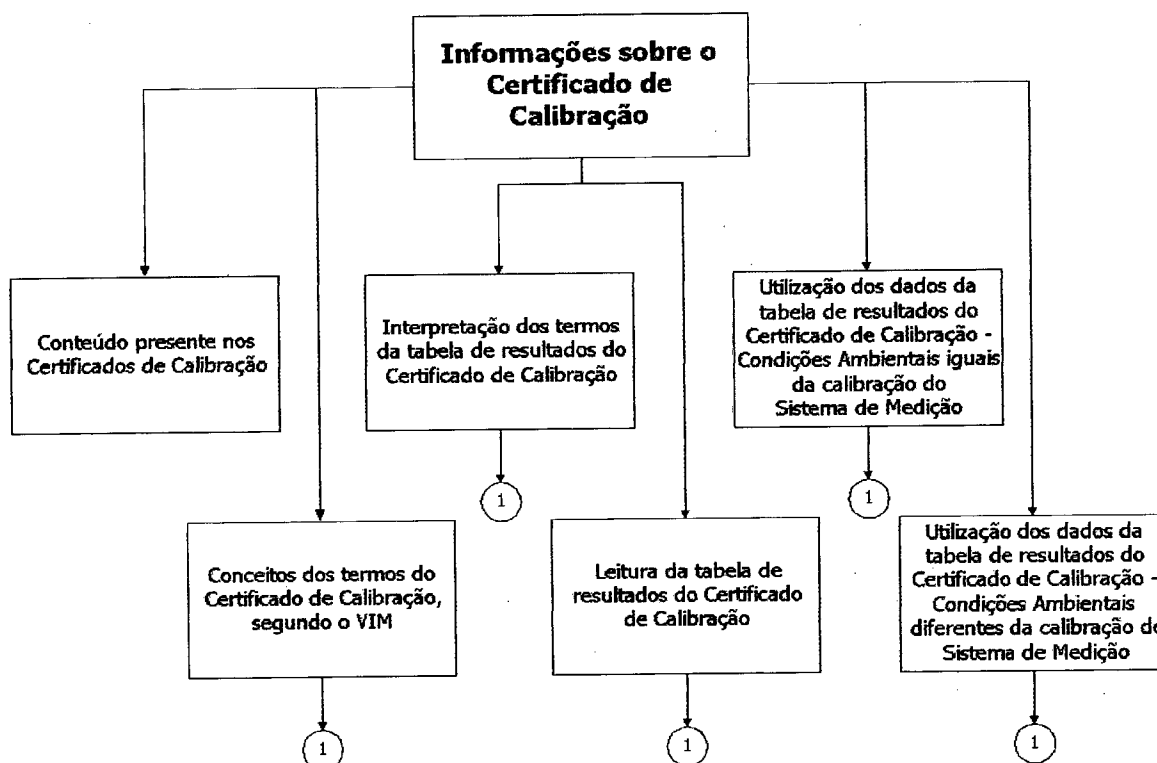 Informações sobre o
Certificado de
Calibração
Conteúdo presente nos
Certificados de Calibração
Interpretação dos termos
da tabela de resultados do
Certificado de Calibração
1
Utilização dos dados da
tabela de resultados do
Certificado de Calibração -
Condições Ambientais iguais
da calibração do
Sistema de Medição
1
Conceitos dos termos do
Certificado de Calibração,
segundo o VIM
1
Leitura da tabela de
resultados do Certificado
de Calibração
1
Utilização dos dados da
tabela de resultados do
Certificado de Calibração -
Condições Ambientais
diferentes da calibração do
Sistema de Medição
1